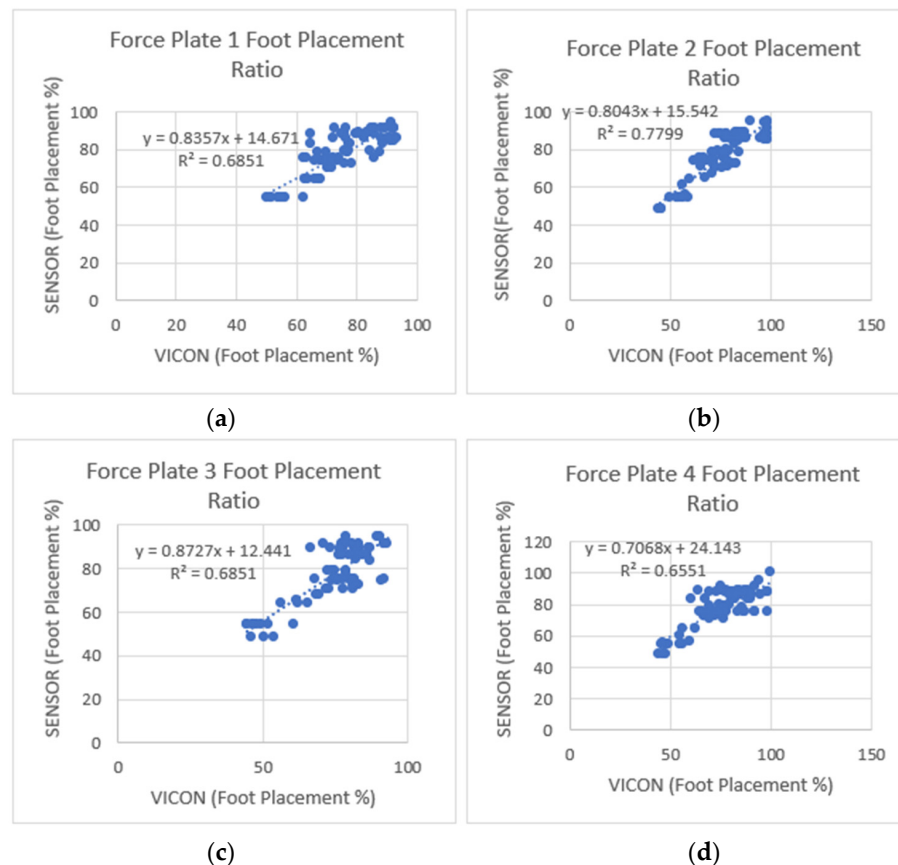 Force Plate 1 Foot Placement
Ratio
SENSOR (Foot Placement %)
100
80
60
40
20
0
y = 0.8357x + 14.671
R² = 0.6851
0 20 40 60 80 100
VICON (Foot Placement %)
(a)
Force Plate 2 Foot Placement
Ratio
SENSOR(Foot Placement %)
100
80
60
40
20
0
y = 0.8043x + 15.542
R² = 0.7799
0 50 100 150
VICON (Foot Placement %)
(b)
Force Plate 3 Foot Placement
Ratio
SENSOR (Foot Placement %)
100
80
60
40
20
0
y = 0.8727x + 12.441
R² = 0.6851
0 50 100
VICON (Foot Placement %)
(c)
Force Plate 4 Foot Placement
Ratio
SENSOR (Foot Placement %)
120
100
80
60
40
20
0
y = 0.7068x + 24.143
R² = 0.6551
0 50 100 150
VICON (Foot Placement %)
(d)